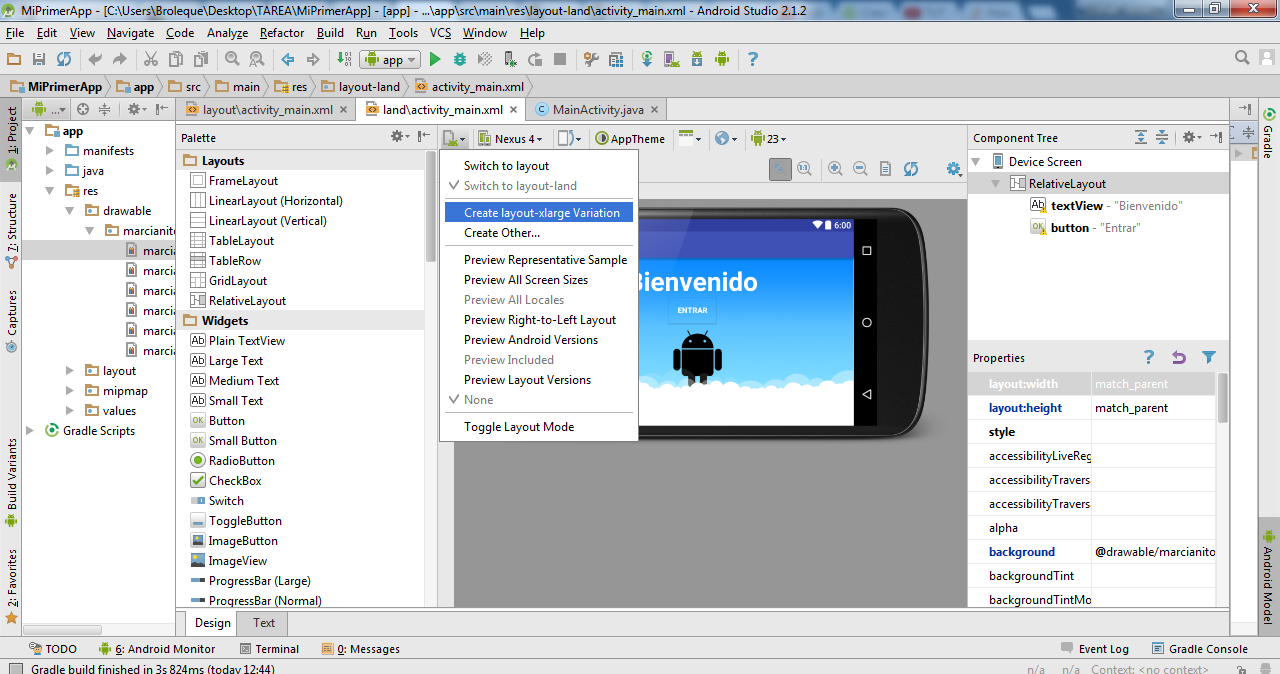 MiPrimerApp - [C:\Users\Broleque\Desktop\TAREA\MiPrimerApp] - [app] - ...\app\src\main\res\layout-land\activity_main.xml - Android Studio 2.1.2
File Edit View Navigate Code Analyze Refactor Build Run Tools VCS Window Help
app
MiPrimerApp app src main res layout-land activity_main.xml
1: Project
7: Structure
Captures
Build Variants
2: Favorites
...
app
manifests
java
res
drawable
marcianito
marcia
marcia
marcia
marcia
marcia
marcia
layout
mipmap
values
Gradle Scripts
layout\activity_main.xml land\activity_main.xml MainActivity.java
Palette
Layouts
FrameLayout
LinearLayout (Horizontal)
LinearLayout (Vertical)
TableLayout
TableRow
GridLayout
RelativeLayout
Widgets
Plain TextView
Large Text
Medium Text
Small Text
Button
Small Button
RadioButton
CheckBox
Switch
ToggleButton
ImageButton
ImageView
ProgressBar (Large)
ProgressBar (Normal)
Nexus 4 AppTheme 23
Switch to layout
Switch to layout-land
Create layout-xlarge Variation
Create Other...
Preview Representative Sample
Preview All Screen Sizes
Preview All Locales
Preview Right-to-Left Layout
Preview Android Versions
Preview Included
Preview Layout Versions
None
Toggle Layout Mode
6:00
Bienvenido
ENTRAR
Component Tree
Device Screen
RelativeLayout
textView - "Bienvenido"
button - "Entrar"
Properties
layout:width match_parent
layout:height match_parent
style
accessibilityLiveReg
accessibilityTravers
accessibilityTravers
alpha
background @drawable/marcianito
backgroundTint
backgroundTintMo
Gradle
Android Model
Design Text
TODO 6: Android Monitor Terminal 0: Messages Event Log Gradle Console
Gradle build finished in 3s 824ms (today 12:44) n/a n/a Context: <no context>